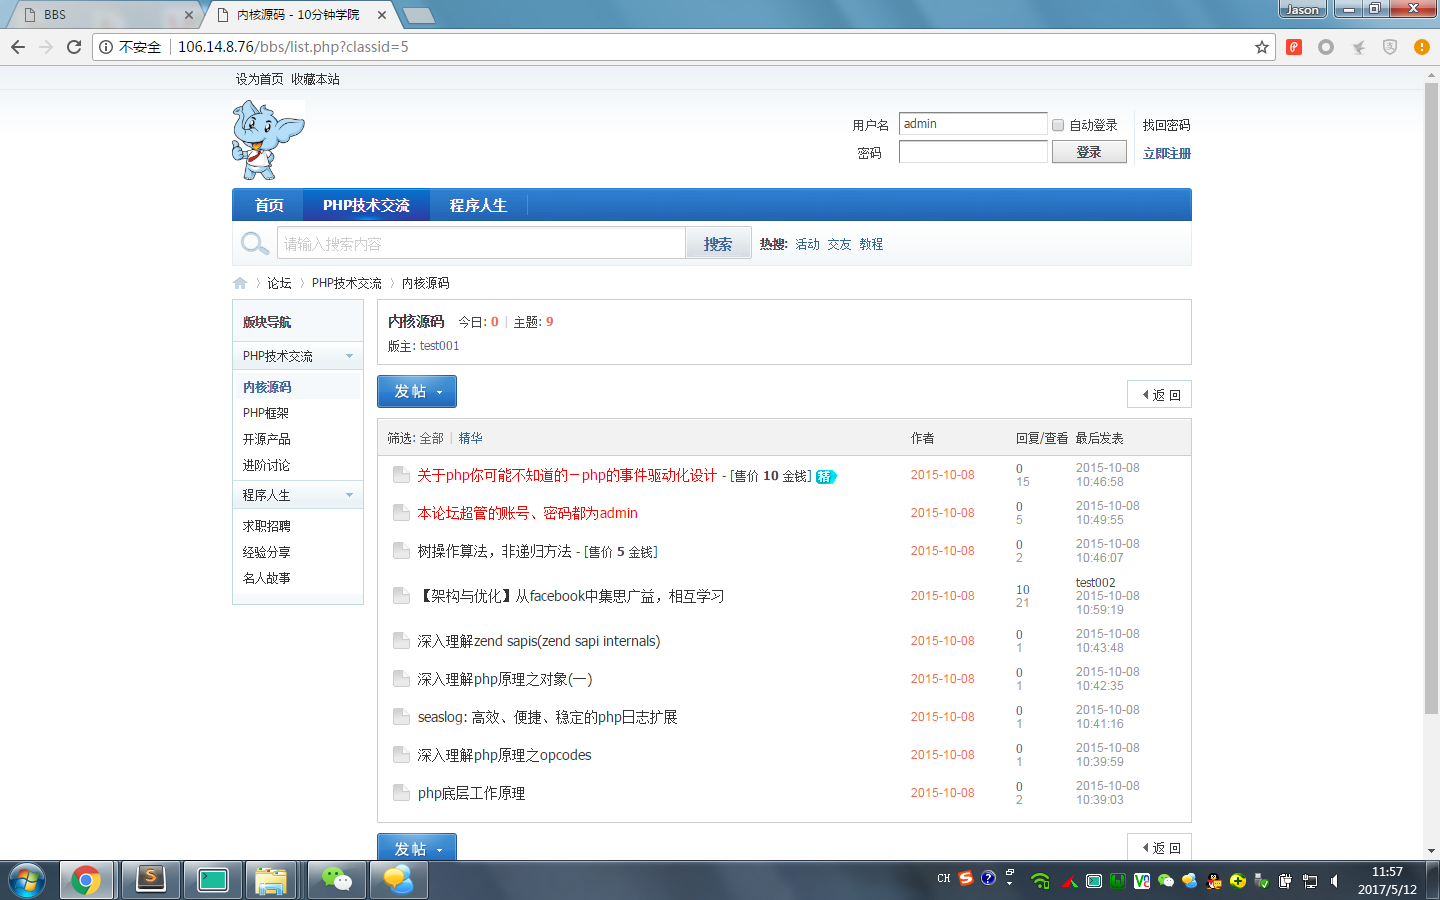 BBS
内核源码 - 10分钟学院
Jason
不安全 106.14.8.76/bbs/list.php?classid=5
设为首页 收藏本站
用户名 admin 自动登录 找回密码
密码 登录 立即注册
首页 PHP技术交流 程序人生
请输入搜索内容 搜索 热搜: 活动 交友 教程
论坛 PHP技术交流 内核源码
版块导航
PHP技术交流
内核源码
PHP框架
开源产品
进阶讨论
程序人生
求职招聘
经验分享
名人故事
内核源码 今日: 0 | 主题: 9
版主: test001
发帖
返 回
筛选: 全部 | 精华 作者 回复/查看 最后发表
关于php你可能不知道的－php的事件驱动化设计 - [售价 10 金钱] 精 2015-10-08 0 2015-10-08
15 10:46:58
本论坛超管的账号、密码都为admin 2015-10-08 0 2015-10-08
5 10:49:55
树操作算法，非递归方法 - [售价 5 金钱] 2015-10-08 0 2015-10-08
2 10:46:07
test002
【架构与优化】从facebook中集思广益，相互学习 2015-10-08 10 2015-10-08
21 10:59:19
深入理解zend sapis(zend sapi internals) 2015-10-08 0 2015-10-08
1 10:43:48
深入理解php原理之对象(一) 2015-10-08 0 2015-10-08
1 10:42:35
seaslog: 高效、便捷、稳定的php日志扩展 2015-10-08 0 2015-10-08
1 10:41:16
深入理解php原理之opcodes 2015-10-08 0 2015-10-08
1 10:39:59
php底层工作原理 2015-10-08 0 2015-10-08
2 10:39:03
发帖
返 回
CH
11:57
2017/5/12